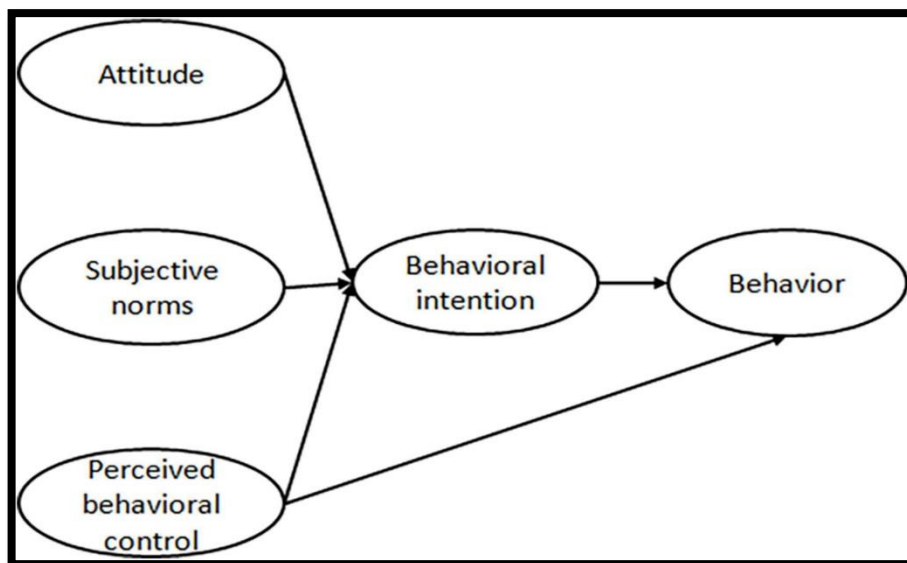 Attitude
Subjective
norms
Behavioral
intention
Behavior
Perceived
behavioral
control